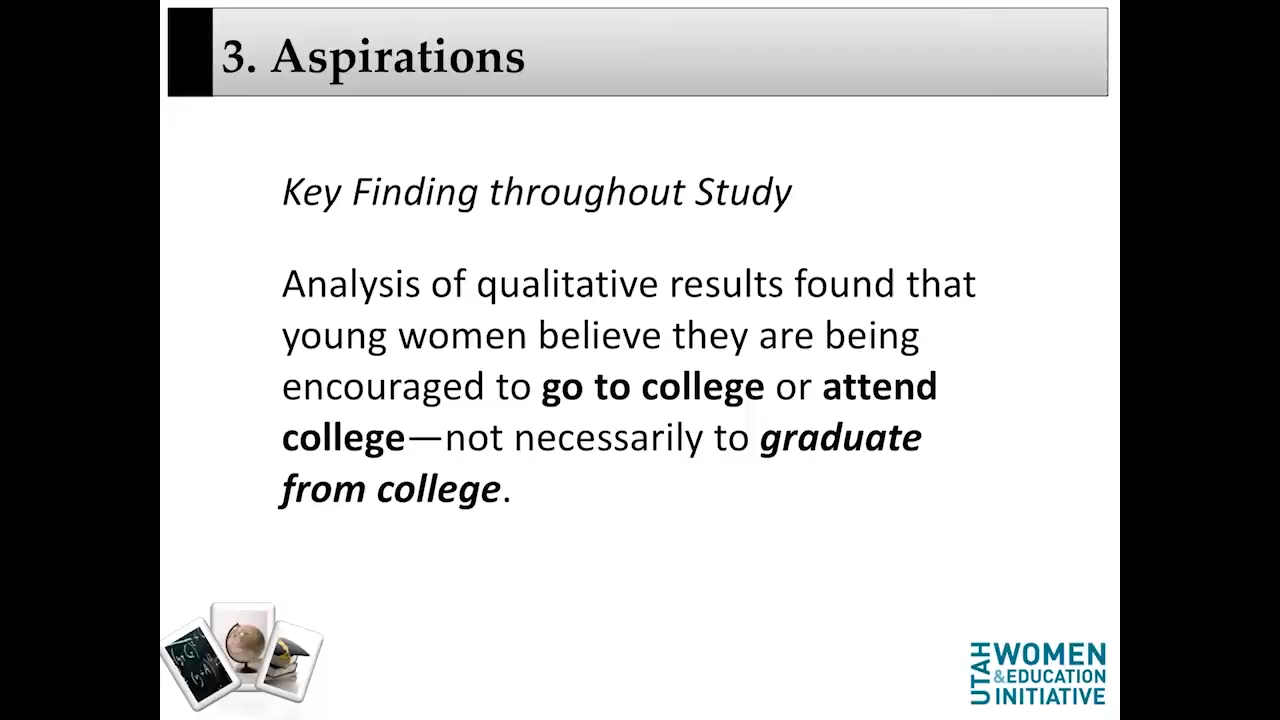 3. Aspirations
Key Finding throughout Study
Analysis of qualitative results found that
young women believe they are being
encouraged to go to college or attend
college—not necessarily to graduate
from college.
UTAH
WOMEN
&EDUCATION
INITIATIVE